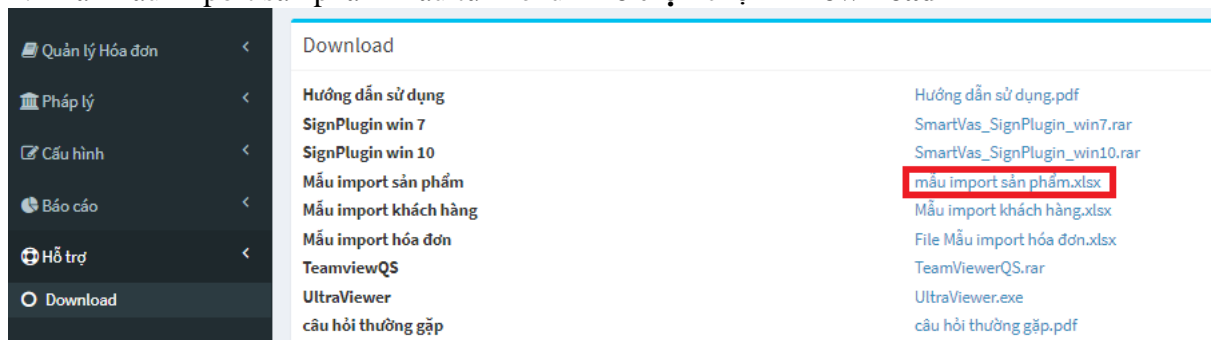 Quản lý Hóa đơn
Pháp lý
Cấu hình
Báo cáo
Hỗ trợ
Download
Download
Hướng dẫn sử dụng Hướng dẫn sử dụng.pdf
SignPlugin win 7 SmartVas_SignPlugin_win7.rar
SignPlugin win 10 SmartVas_SignPlugin_win10.rar
Mẫu import sản phẩm mẫu import sản phẩm.xlsx
Mẫu import khách hàng Mẫu import khách hàng.xlsx
Mẫu import hóa đơn File Mẫu import hóa đơn.xlsx
TeamviewQS TeamViewerQS.rar
UltraViewer UltraViewer.exe
câu hỏi thường gặp câu hỏi thường gặp.pdf